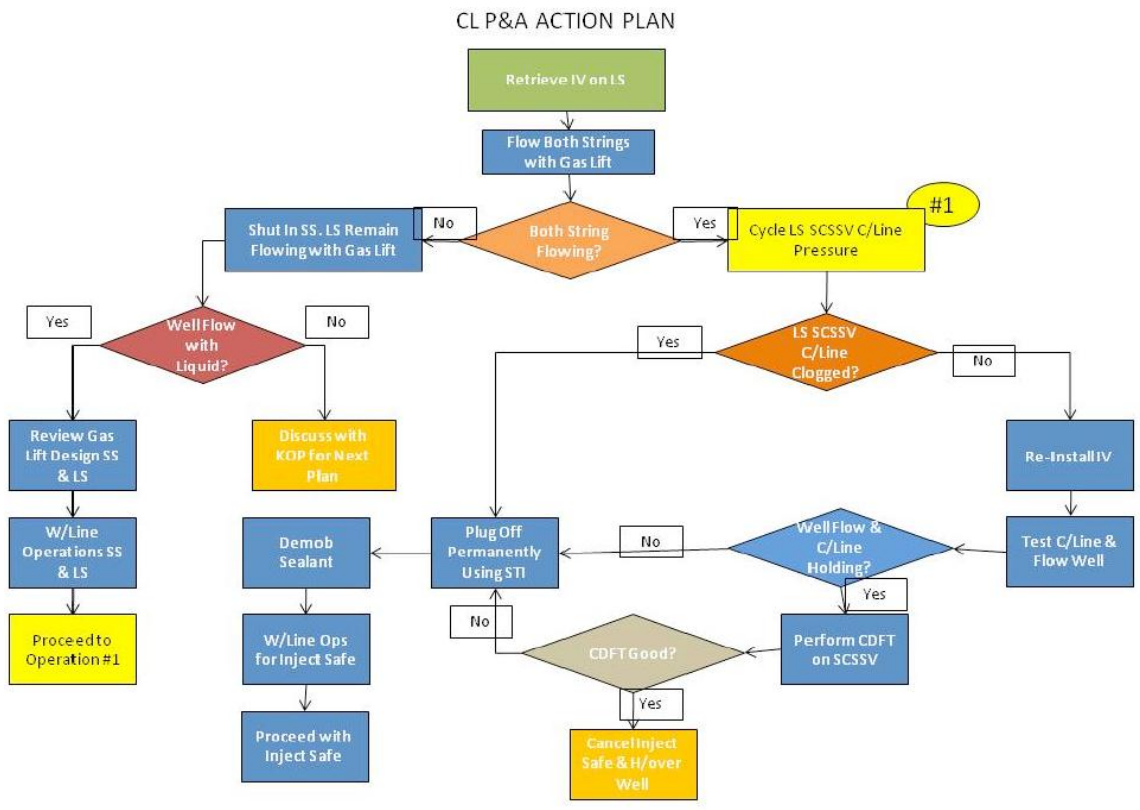 CL P&A ACTION PLAN
Retrieve IV on LS
Flow Both Strings
with Gas Lift
#1
Shut In SS. LS Remain
Flowing with Gas Lift
No
Both String
Flowing?
Yes
Cycle LS SCSSV C/Line
Pressure
Yes
Well Flow
with
Liquid?
No
Yes
LS SCSSV
C/Line
Clogged?
No
Review Gas
Lift Design SS
& LS
Discuss with
KOP for Next
Plan
Re-Install IV
W/Line
Operations SS
& LS
Demob
Sealant
Plug Off
Permanently
Using STI
No
Well Flow &
C/Line
Holding?
Test C/Line &
Flow Well
Yes
Proceed to
Operation #1
W/Line Ops
for Inject Safe
No
CDFT Good?
Perform CDFT
on SCSSV
Yes
Proceed with
Inject Safe
Cancel Inject
Safe & H/over
Well